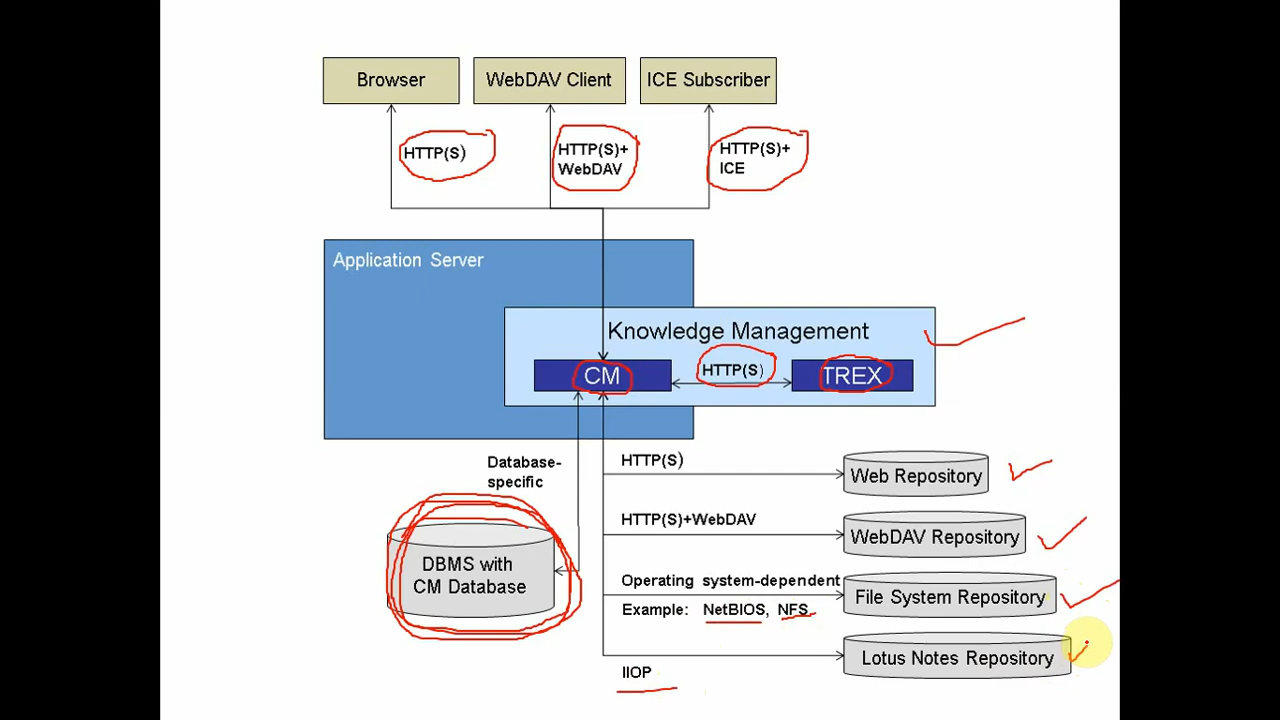 Browser
WebDAV Client
ICE Subscriber
HTTP(S)
HTTP(S)+
WebDAV
HTTP(S)+
ICE
Application Server
Knowledge Management
CM
HTTP(S)
TREX
Database-
specific
HTTP(S)
Web Repository
HTTP(S)+WebDAV
WebDAV Repository
DBMS with
CM Database
Operating system-dependent
Example: NetBIOS, NFS
File System Repository
Lotus Notes Repository
IIOP